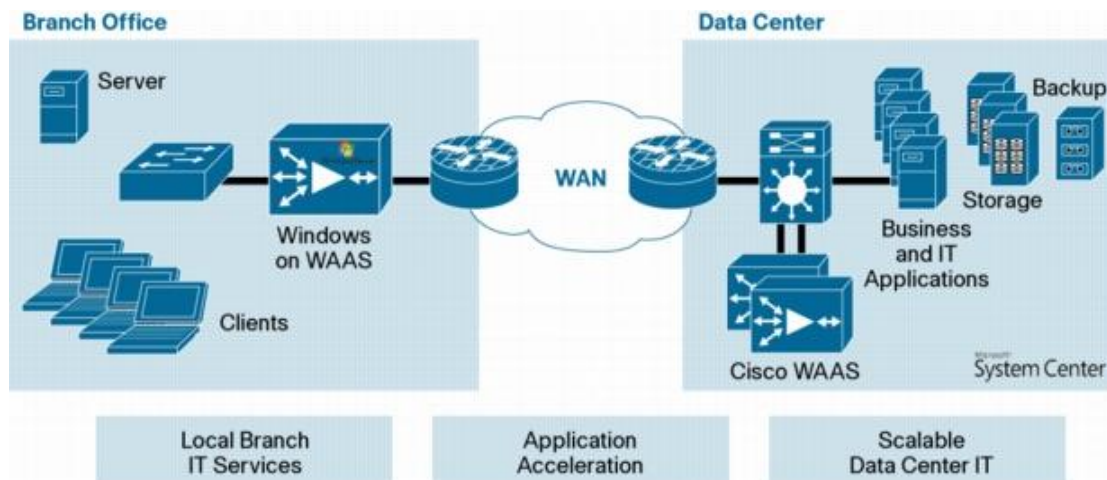 Branch Office
Server
Windows
on WAAS
Clients
WAN
Data Center
Backup
Storage
Business
and IT
Applications
Cisco WAAS
Microsoft
System Center
Local Branch
IT Services
Application
Acceleration
Scalable
Data Center IT